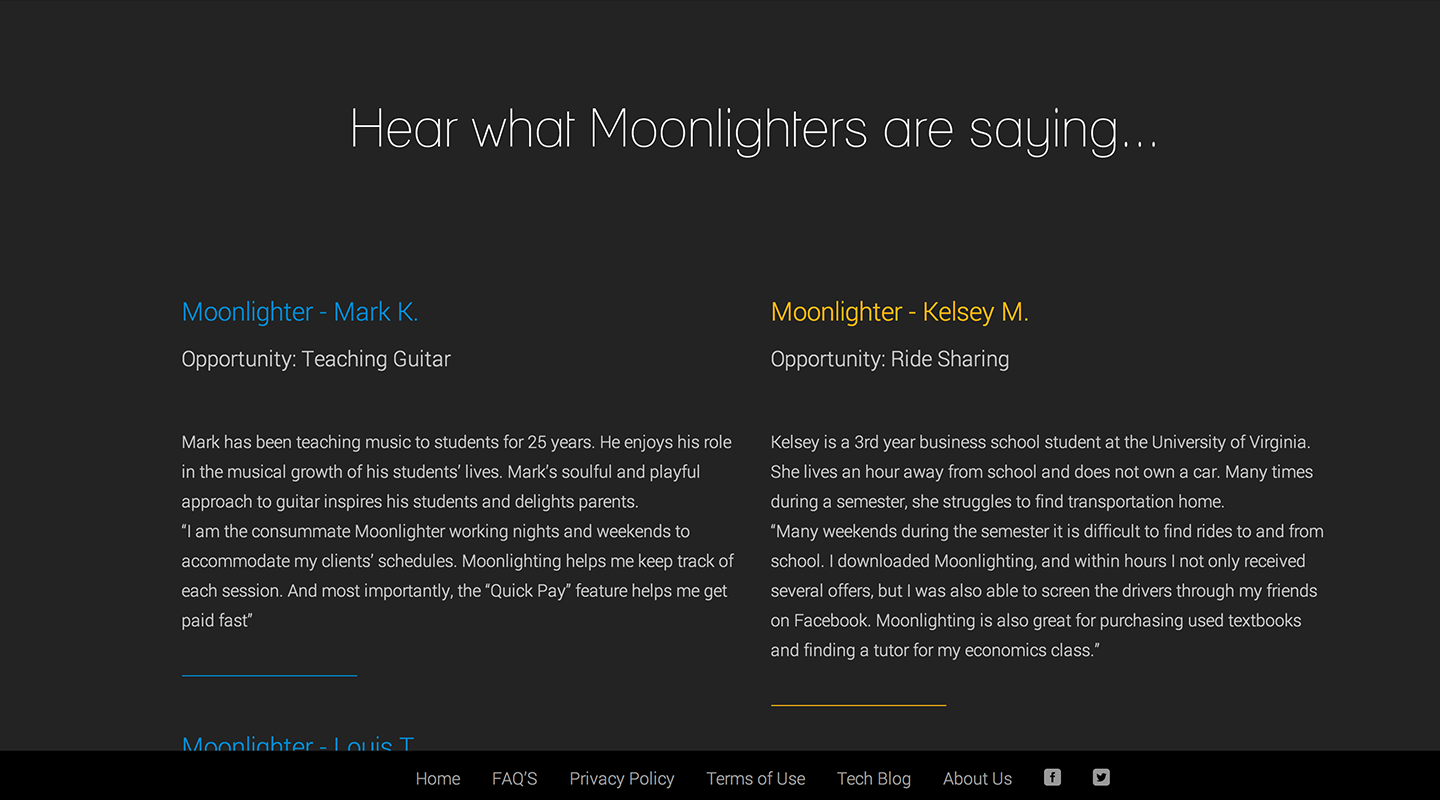 Hear what Moonlighters are saying...
Moonlighter - Mark K.
Opportunity: Teaching Guitar
Mark has been teaching music to students for 25 years. He enjoys his role
in the musical growth of his students’ lives. Mark’s soulful and playful
approach to guitar inspires his students and delights parents.
“I am the consummate Moonlighter working nights and weekends to
accommodate my clients’ schedules. Moonlighting helps me keep track of
each session. And most importantly, the “Quick Pay” feature helps me get
paid fast”
Moonlighter - Louis T
Moonlighter - Kelsey M.
Opportunity: Ride Sharing
Kelsey is a 3rd year business school student at the University of Virginia.
She lives an hour away from school and does not own a car. Many times
during a semester, she struggles to find transportation home.
“Many weekends during the semester it is difficult to find rides to and from
school. I downloaded Moonlighting, and within hours I not only received
several offers, but I was also able to screen the drivers through my friends
on Facebook. Moonlighting is also great for purchasing used textbooks
and finding a tutor for my economics class.”
Home FAQ’S Privacy Policy Terms of Use Tech Blog About Us